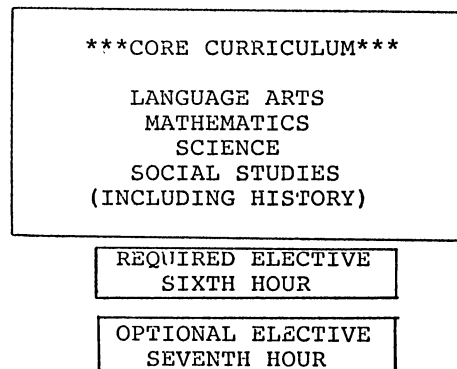 ***CORE CURRICULUM***
LANGUAGE ARTS
MATHEMATICS
SCIENCE
SOCIAL STUDIES
(INCLUDING HISTORY)
REQUIRED ELECTIVE
SIXTH HOUR
OPTIONAL ELECTIVE
SEVENTH HOUR